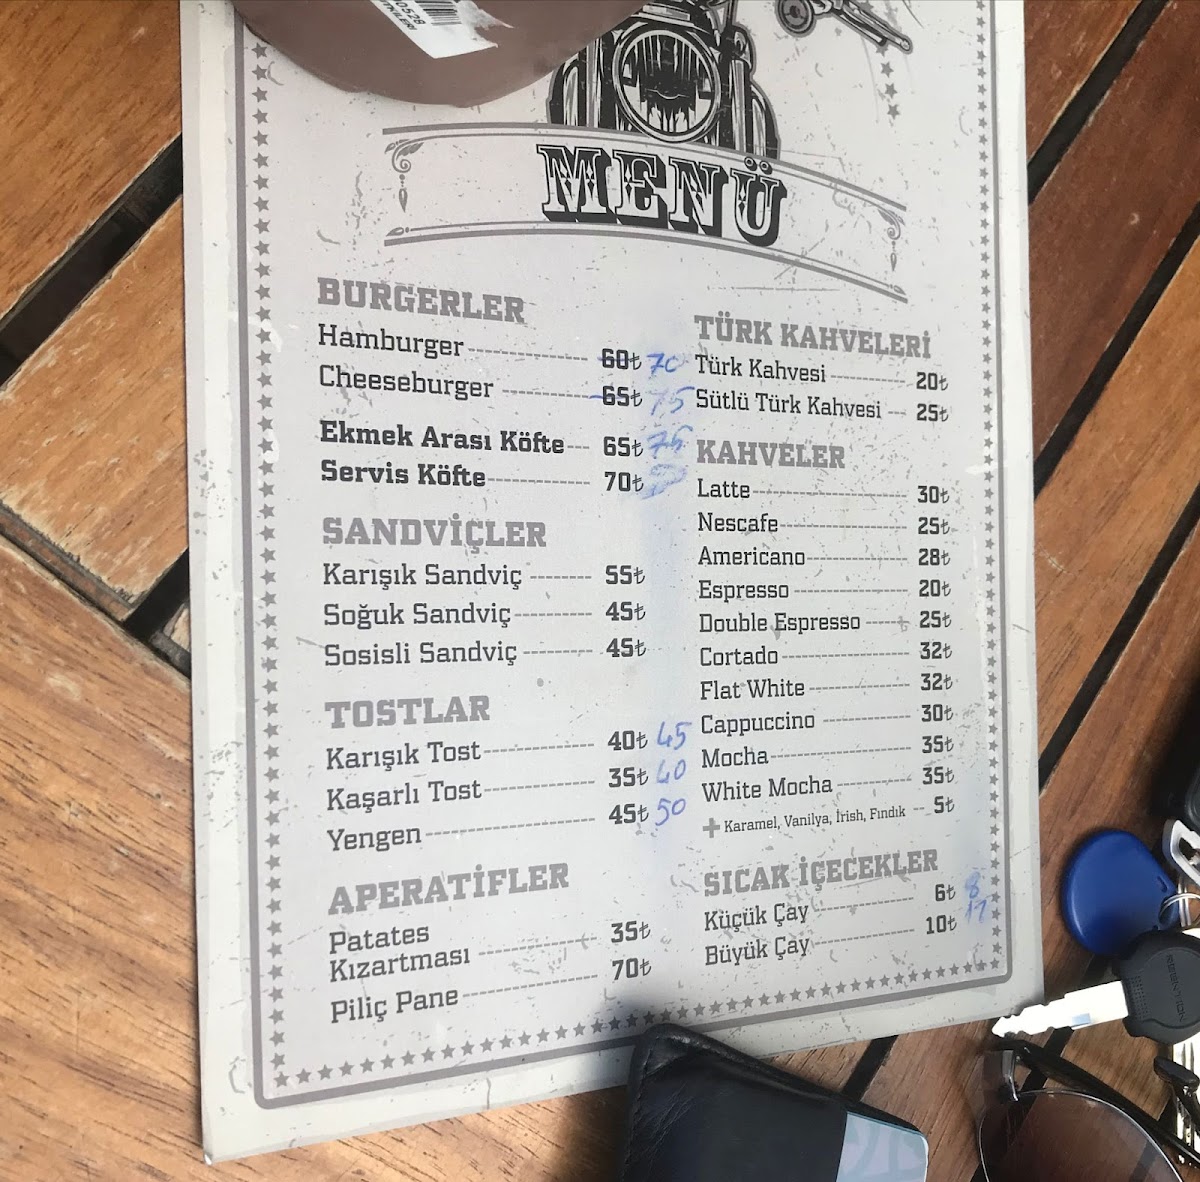 MENÜ
BURGERLER
Hamburger 60₺ 70
Cheeseburger 65₺ 75
Ekmek Arası Köfte 65₺ 75
Servis Köfte 70₺
SANDVİÇLER
Karışık Sandviç 55₺
Soğuk Sandviç 45₺
Sosisli Sandviç 45₺
TOSTLAR
Karışık Tost 40₺ 45
Kaşarlı Tost 35₺ 40
Yengen 45₺ 50
APERATİFLER
Patates
Kızartması 35₺
Piliç Pane 70₺
TÜRK KAHVELERİ
Türk Kahvesi 20₺
Sütlü Türk Kahvesi 25₺
KAHVELER
Latte 30₺
Nescafe 25₺
Americano 28₺
Espresso 20₺
Double Espresso 25₺
Cortado 32₺
Flat White 32₺
Cappuccino 30₺
Mocha 35₺
White Mocha 35₺
+ Karamel, Vanilya, İrish, Fındık 5₺
SICAK İÇECEKLER
Küçük Çay 6₺ 8
Büyük Çay 10₺